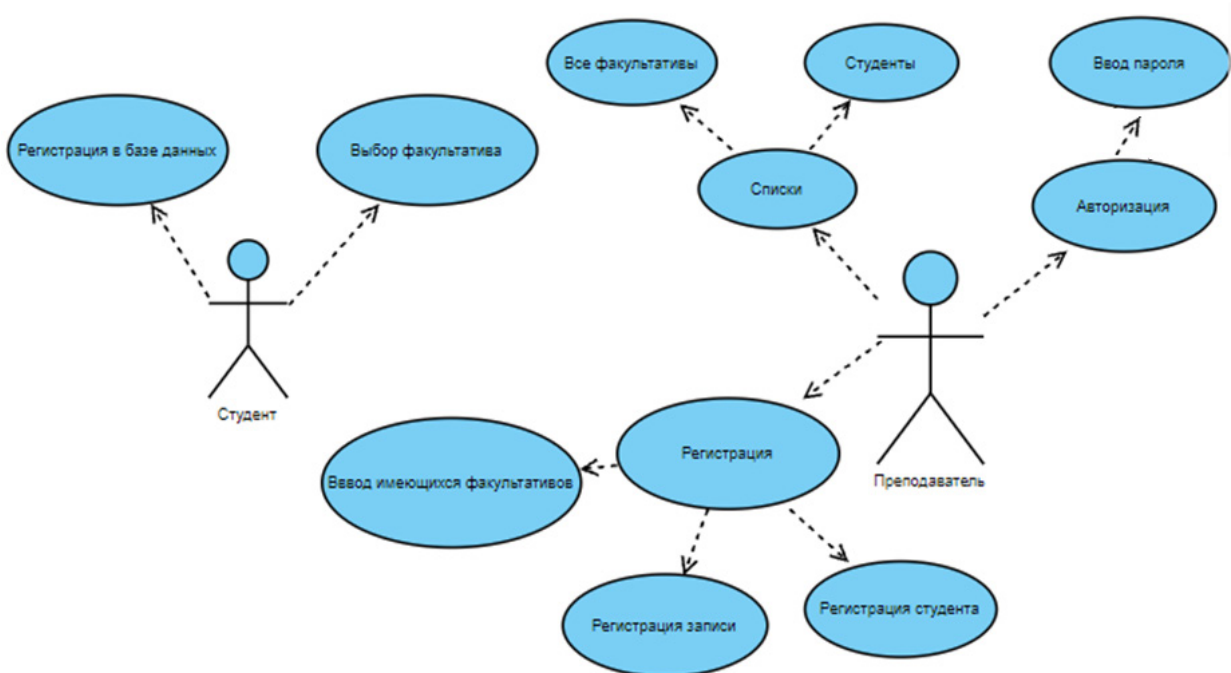 Все факультативы
Студенты
Ввод пароля
Регистрация в базе данных
Выбор факультатива
Списки
Авторизация
Студент
Регистрация
Преподаватель
Вввод имеющихся факультативов
Регистрация записи
Регистрация студента